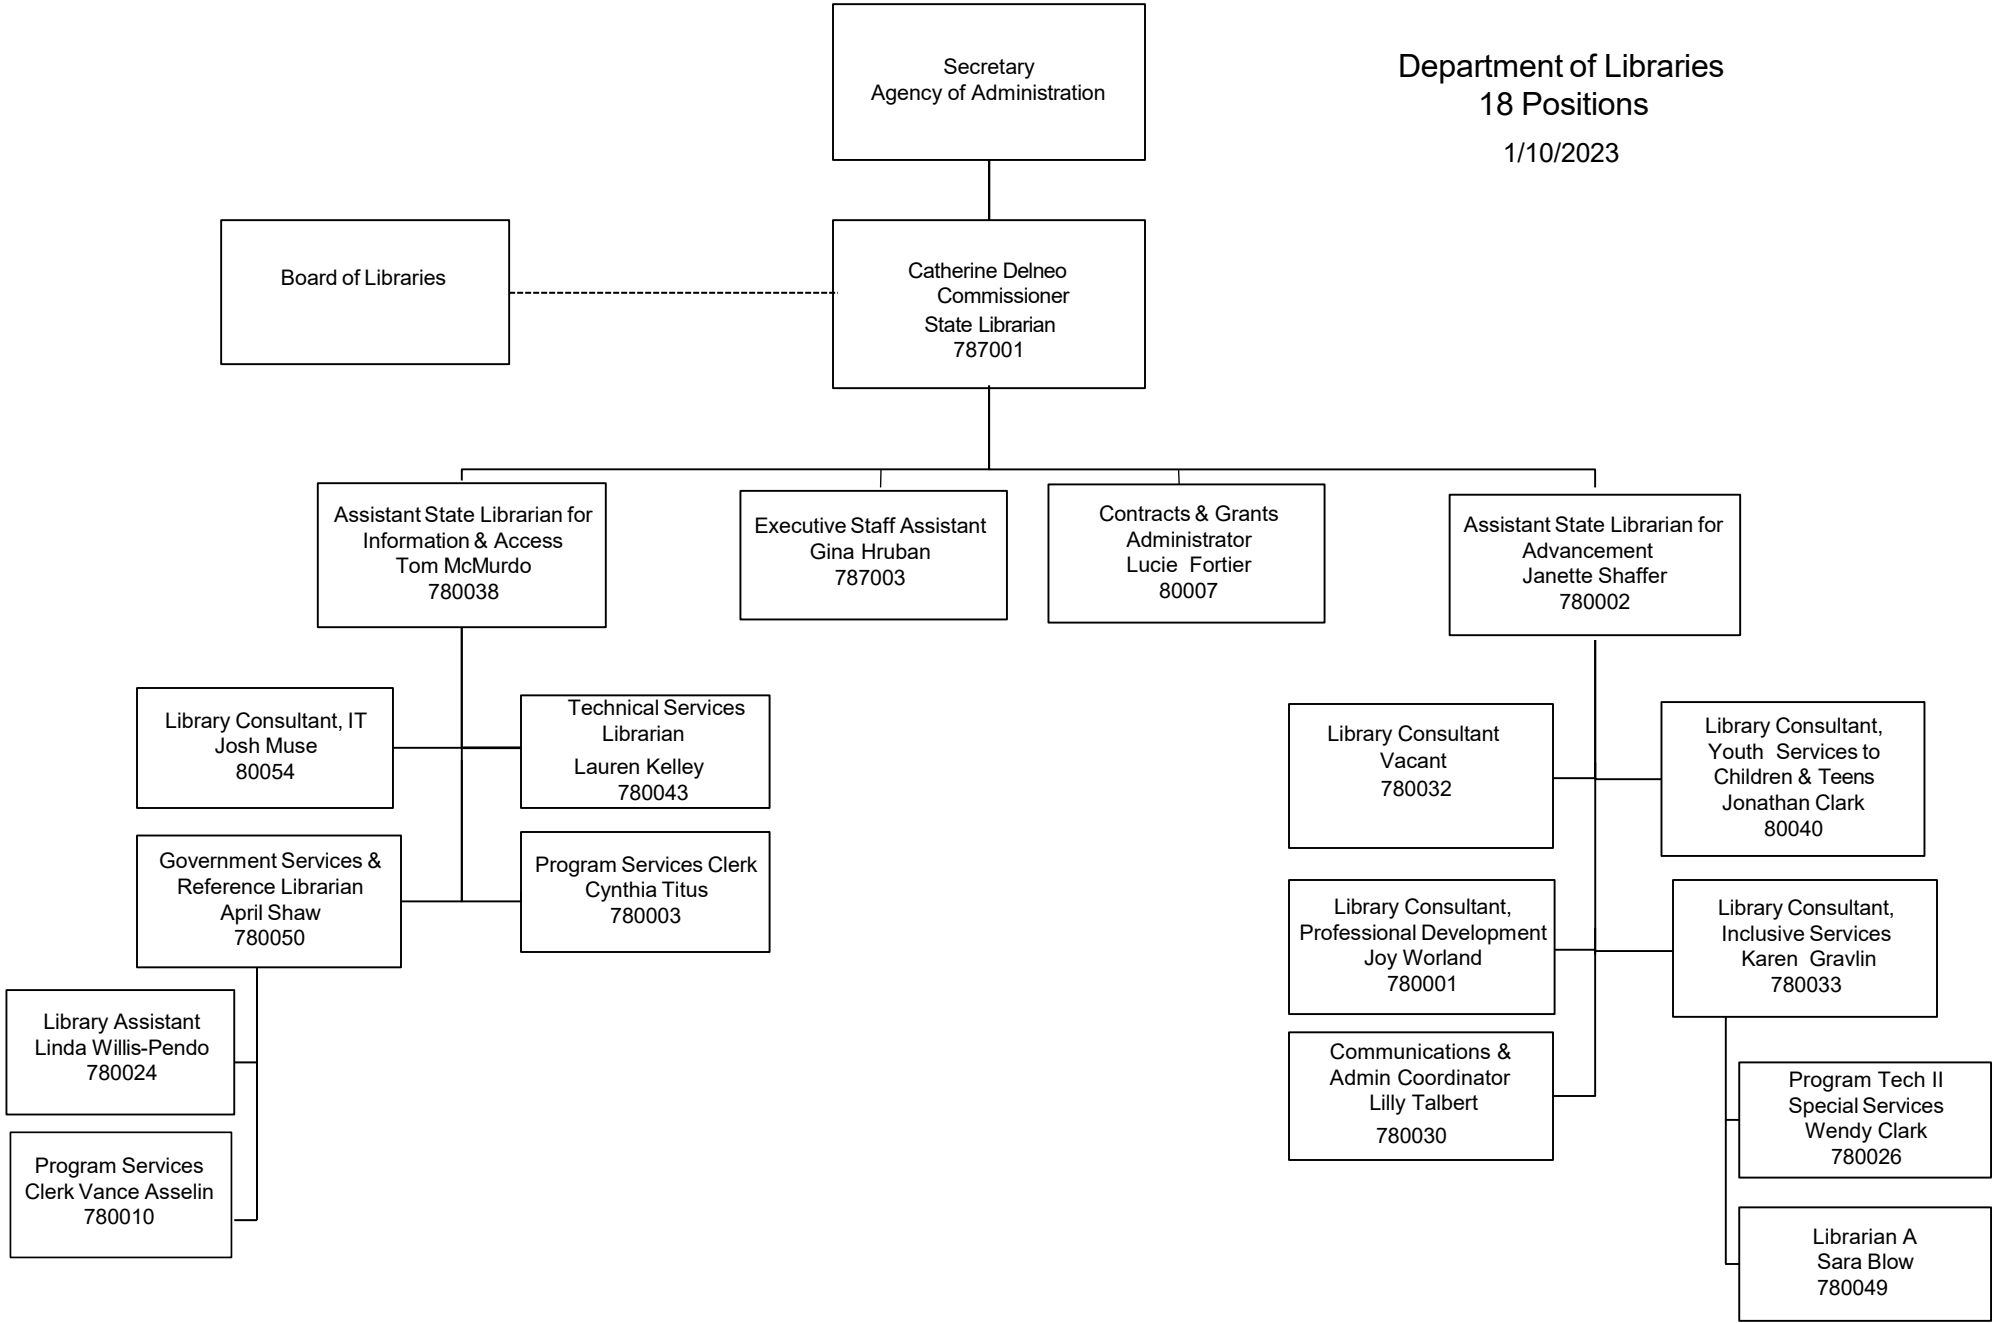 Secretary
Agency of Administration
Department of Libraries
18 Positions
1/10/2023
Board of Libraries
Catherine Delneo
Commissioner
State Librarian
787001
Assistant State Librarian for
Information & Access
Tom McMurdo
780038
Executive Staff Assistant
Gina Hruban
787003
Contracts & Grants
Administrator
Lucie Fortier
80007
Assistant State Librarian for
Advancement
Janette Shaffer
780002
Library Consultant, IT
Josh Muse
80054
Technical Services
Librarian
Lauren Kelley
780043
Government Services &
Reference Librarian
April Shaw
780050
Program Services Clerk
Cynthia Titus
780003
Library Assistant
Linda Willis-Pendo
780024
Program Services
Clerk Vance Asselin
780010
Library Consultant
Vacant
780032
Library Consultant,
Youth Services to
Children & Teens
Jonathan Clark
80040
Library Consultant,
Professional Development
Joy Worland
780001
Library Consultant,
Inclusive Services
Karen Gravlin
780033
Communications &
Admin Coordinator
Lilly Talbert
780030
Program Tech II
Special Services
Wendy Clark
780026
Librarian A
Sara Blow
780049